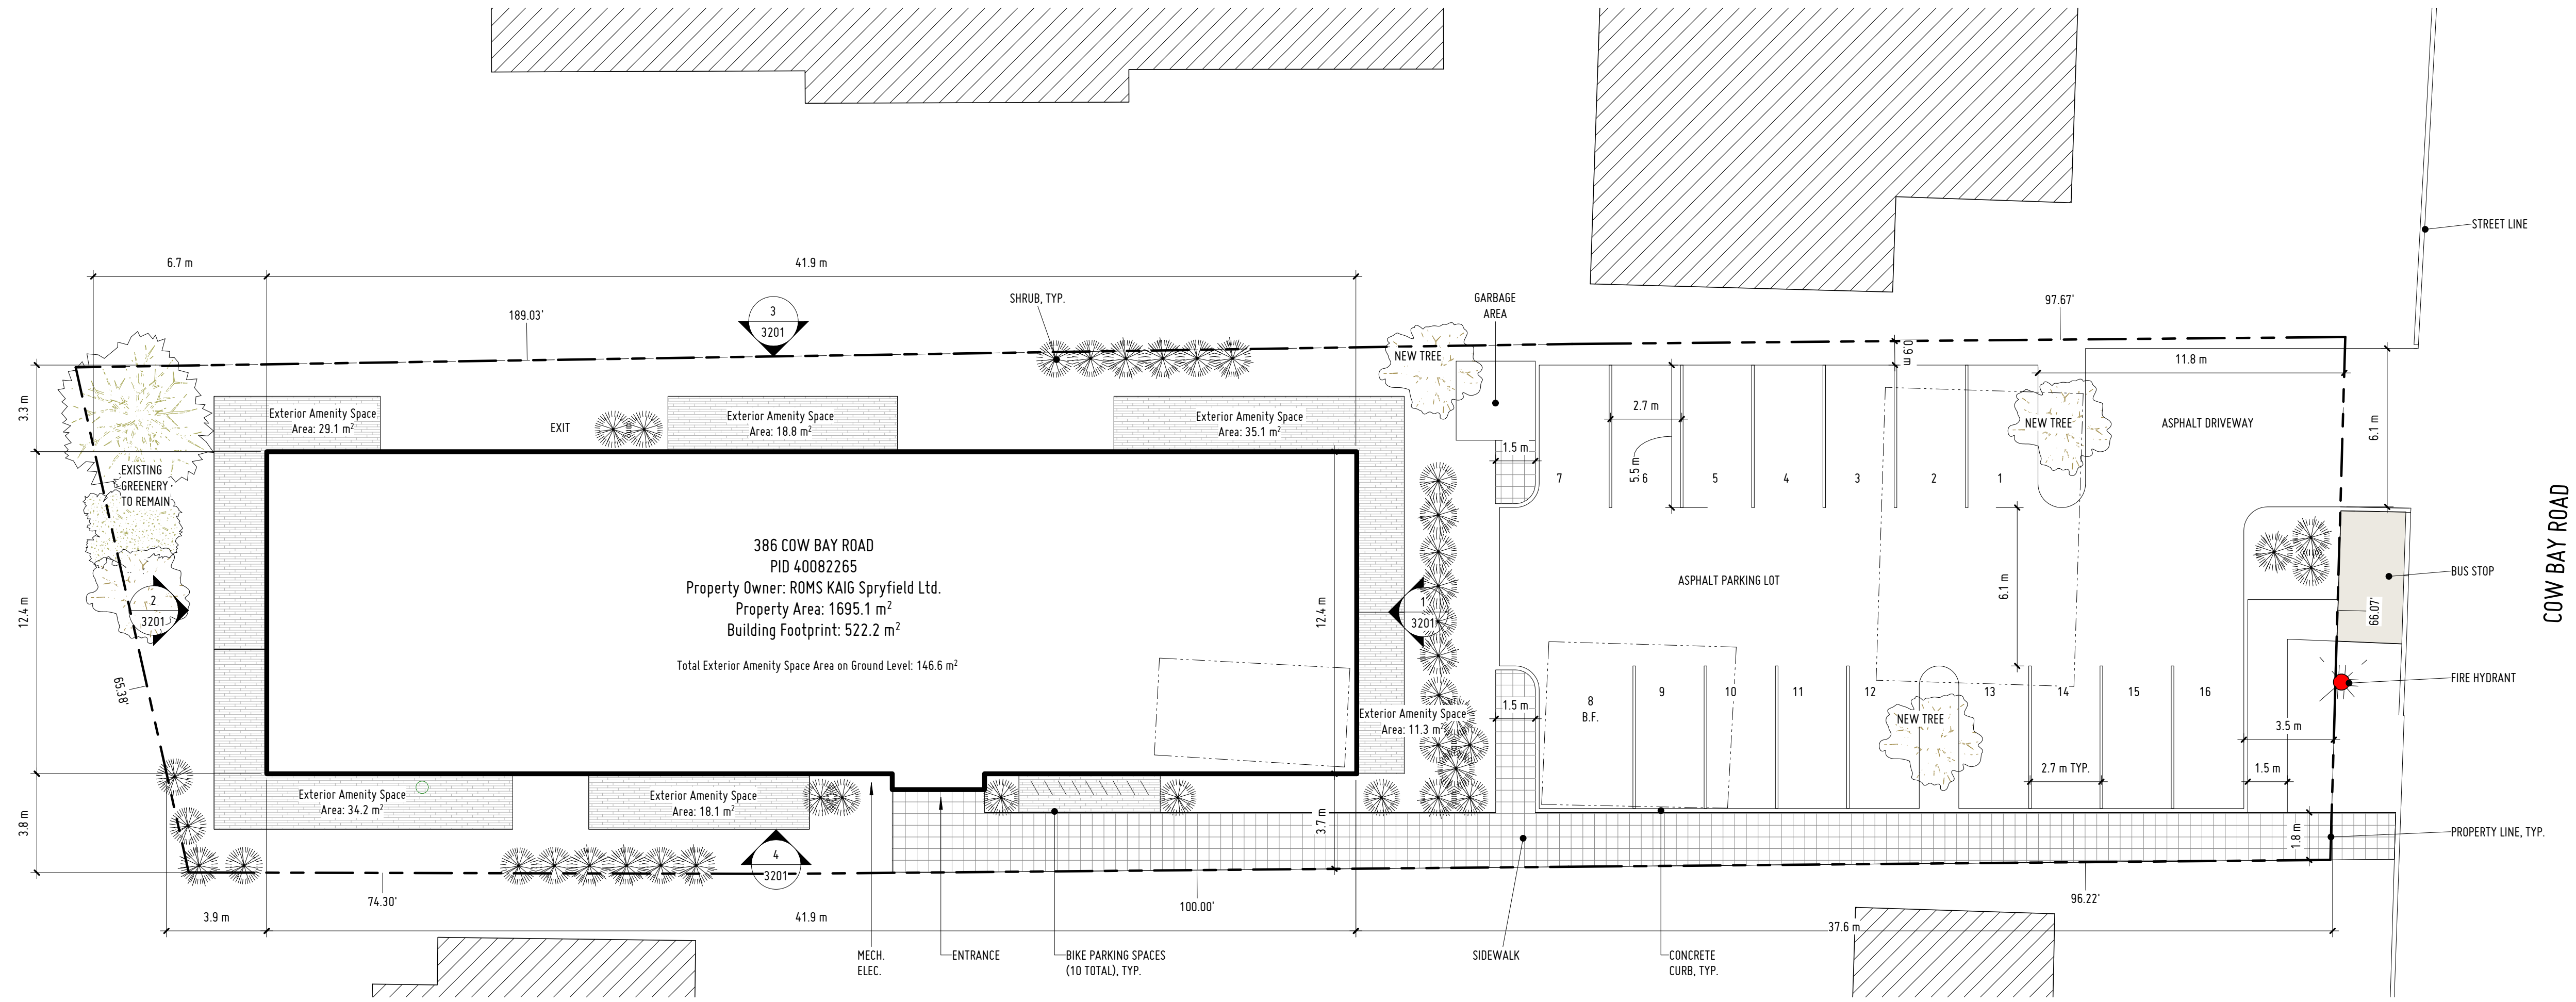 STREET LINE
6.7 m
41.9 m
189.03'
3
3201
SHRUB, TYP.
GARBAGE
AREA
97.67'
NEW TREE
0.9 m
11.8 m
3.3 m
Exterior Amenity Space
Area: 29.1 m²
EXIT
Exterior Amenity Space
Area: 18.8 m²
Exterior Amenity Space
Area: 35.1 m²
2.7 m
1.5 m
5.5 m
NEW TREE
ASPHALT DRIVEWAY
6.1 m
EXISTING
GREENERY
TO REMAIN
7
6
5
4
3
2
1
COW BAY ROAD
386 COW BAY ROAD
PID 40082265
Property Owner: ROMS KAIG Spryfield Ltd.
Property Area: 1695.1 m²
Building Footprint: 522.2 m²
Total Exterior Amenity Space Area on Ground Level: 146.6 m²
12.4 m
2
3201
12.4 m
1
3201
ASPHALT PARKING LOT
6.1 m
BUS STOP
66.07'
65.38'
FIRE HYDRANT
8
B.F.
9
10
11
12
13
14
15
16
Exterior Amenity Space
Area: 11.3 m²
1.5 m
NEW TREE
3.5 m
2.7 m TYP.
1.5 m
Exterior Amenity Space
Area: 34.2 m²
Exterior Amenity Space
Area: 18.1 m²
3.8 m
3.7 m
1.8 m
PROPERTY LINE, TYP.
4
3201
74.30'
100.00'
96.22'
3.9 m
41.9 m
37.6 m
MECH.
ELEC.
ENTRANCE
BIKE PARKING SPACES
(10 TOTAL), TYP.
SIDEWALK
CONCRETE
CURB, TYP.